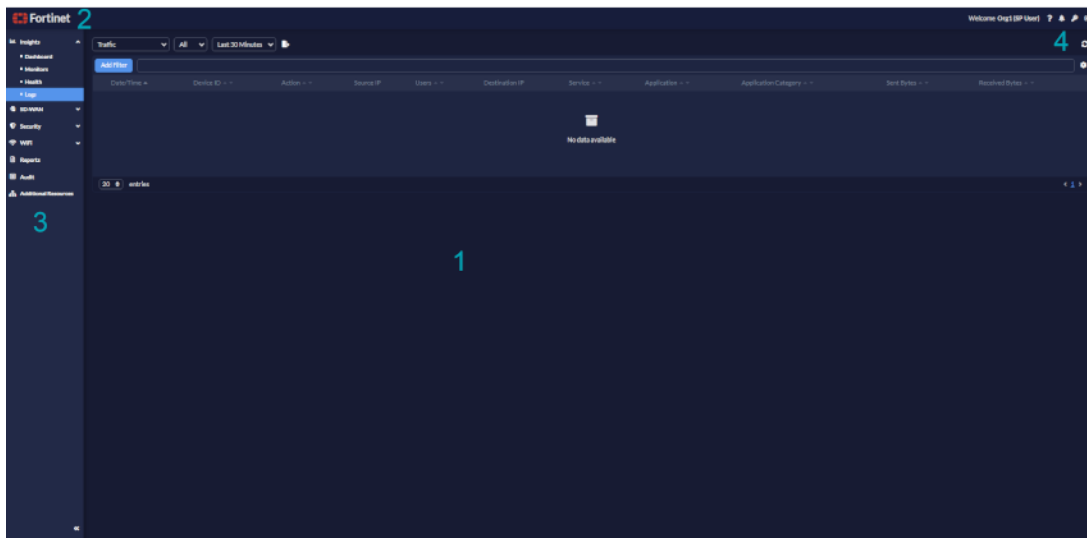 Fortinet 2
Welcome Org1 (SP User) ?
4
Insights
Dashboard
Monitors
Health
Logs
SD-WAN
Security
WiFi
Reports
Audit
Additional Resources
3
Traffic All Last 30 Minutes
Add Filter
Date/Time Device ID Action Source IP Users Destination IP Service Application Application Category Sent Bytes Received Bytes
No data available
20 entries < 1 >
1
«